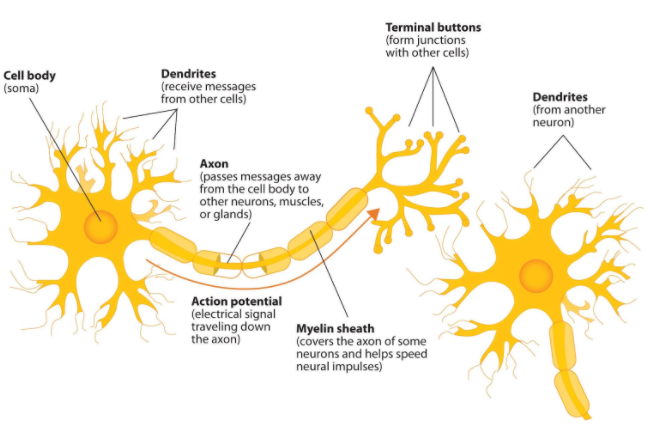 Terminal buttons
(form junctions
with other cells)
Cell body
(soma)
Dendrites
(receive messages
from other cells)
Dendrites
(from another
neuron)
Axon
(passes messages away
from the cell body to
other neurons, muscles,
or glands)
Action potential
(electrical signal
traveling down
the axon)
Myelin sheath
(covers the axon of some
neurons and helps speed
neural impulses)